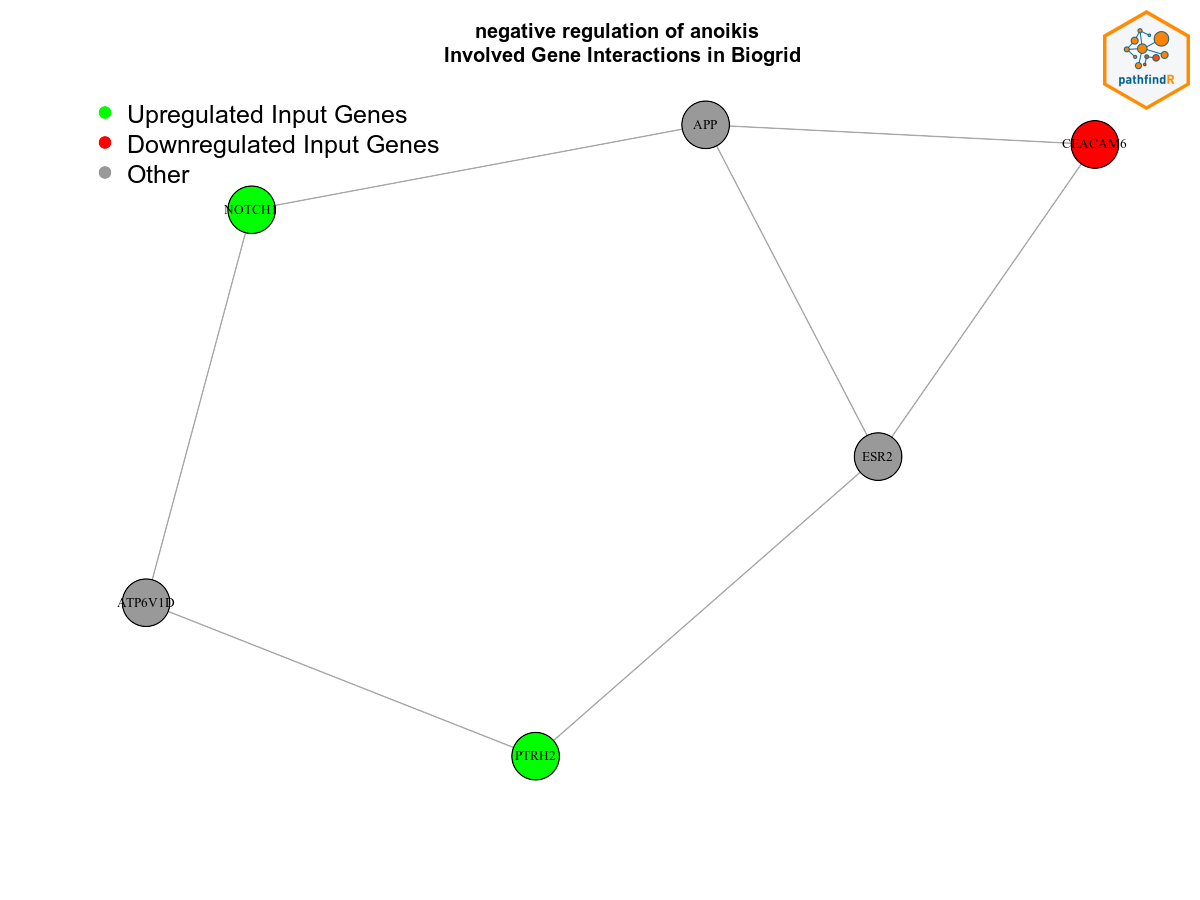 negative regulation of anoikis
Involved Gene Interactions in Biogrid
pathfindR
Upregulated Input Genes
Downregulated Input Genes
Other
APP
CEACAM6
NOTCH1
ESR2
ATP6V1D
PTRH2